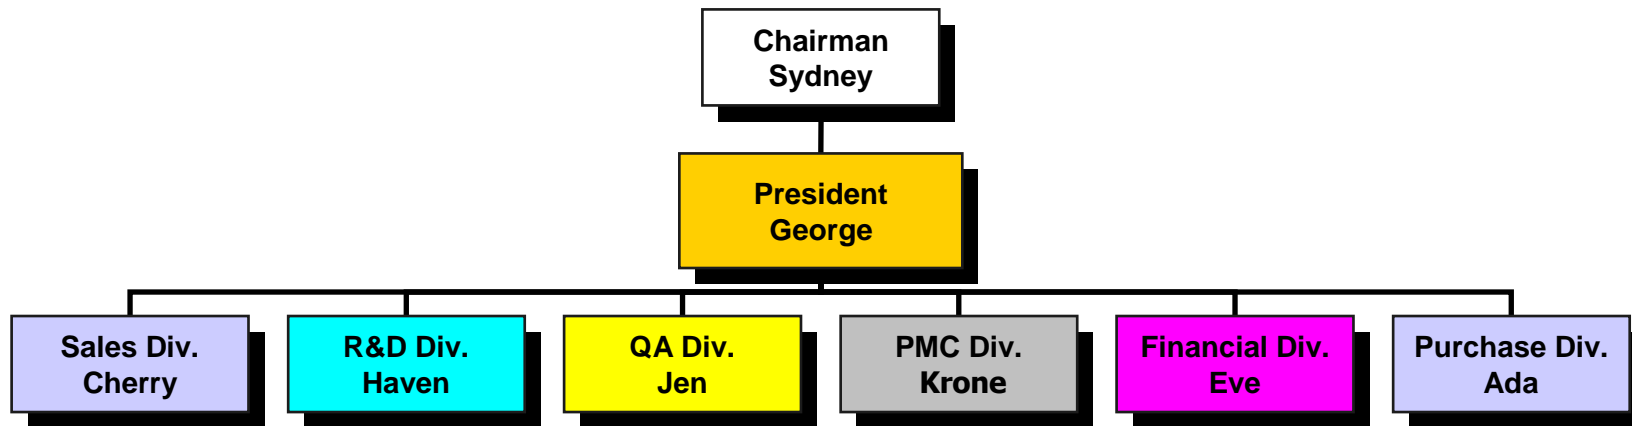 Chairman
Sydney
President
George
Sales Div.
Cherry
R&D Div.
Haven
QA Div.
Jen
PMC Div.
Krone
Financial Div.
Eve
Purchase Div.
Ada